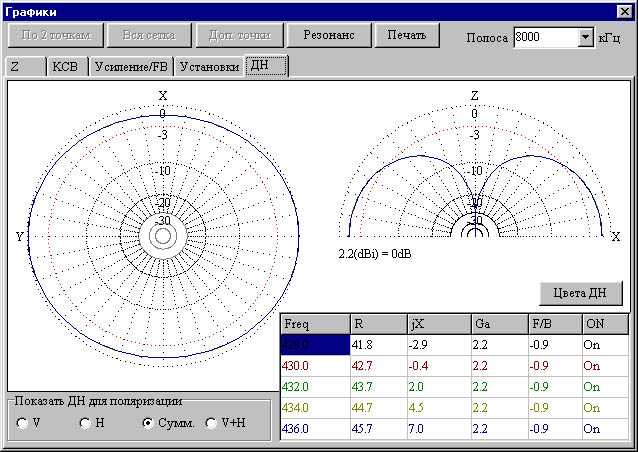 Графики
По 2 точкам Вся сетка Доп. точки Резонанс Печать Полоса 8000 кГц
Z КСВ Усиление/FB Установки ДН
X
0
-3
-10
-20
-30
Y
Z
0
-3
-10
-20
-30
X
2.2(dBi) = 0dB
Цвета ДН
Freq R jX Ga F/B ON
428.0 41.8 -2.9 2.2 -0.9 On
430.0 42.7 -0.4 2.2 -0.9 On
432.0 43.7 2.0 2.2 -0.9 On
434.0 44.7 4.5 2.2 -0.9 On
436.0 45.7 7.0 2.2 -0.9 On
Показать ДН для поляризации
V H Сумм. V+H